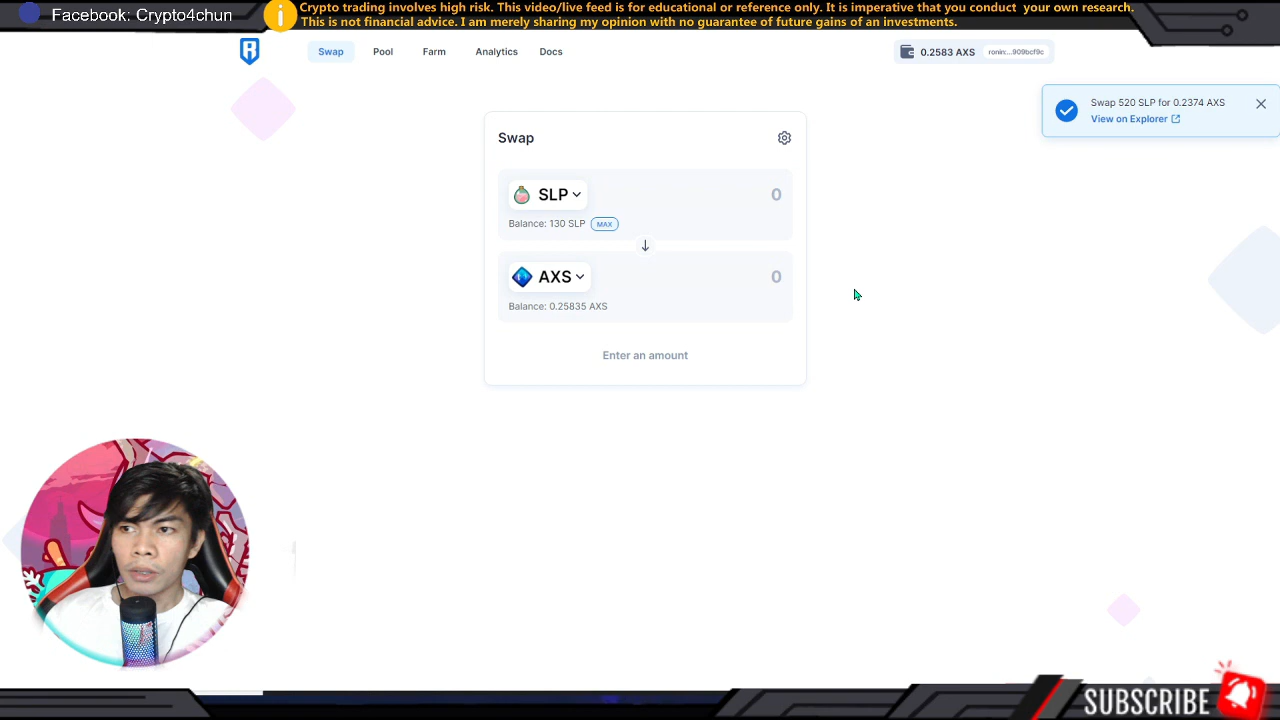 Facebook: Crypto4chun
Crypto trading involves high risk. This video/live feed is for educational or reference only. It is imperative that you conduct your own research.
This is not financial advice. I am merely sharing my opinion with no guarantee of future gains of an investments.
Swap
Pool
Farm
Analytics
Docs
0.2583 AXS
ronin:...909bcf9c
Swap 520 SLP for 0.2374 AXS
View on Explorer
Swap
SLP
0
Balance: 130 SLP
MAX
AXS
0
Balance: 0.25835 AXS
Enter an amount
SUBSCRIBE